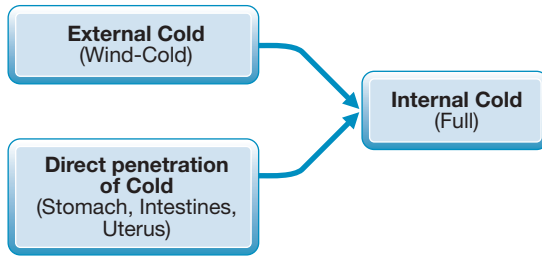 External Cold
(Wind-Cold)
Internal Cold
(Full)
Direct penetration
of Cold
(Stomach, Intestines,
Uterus)